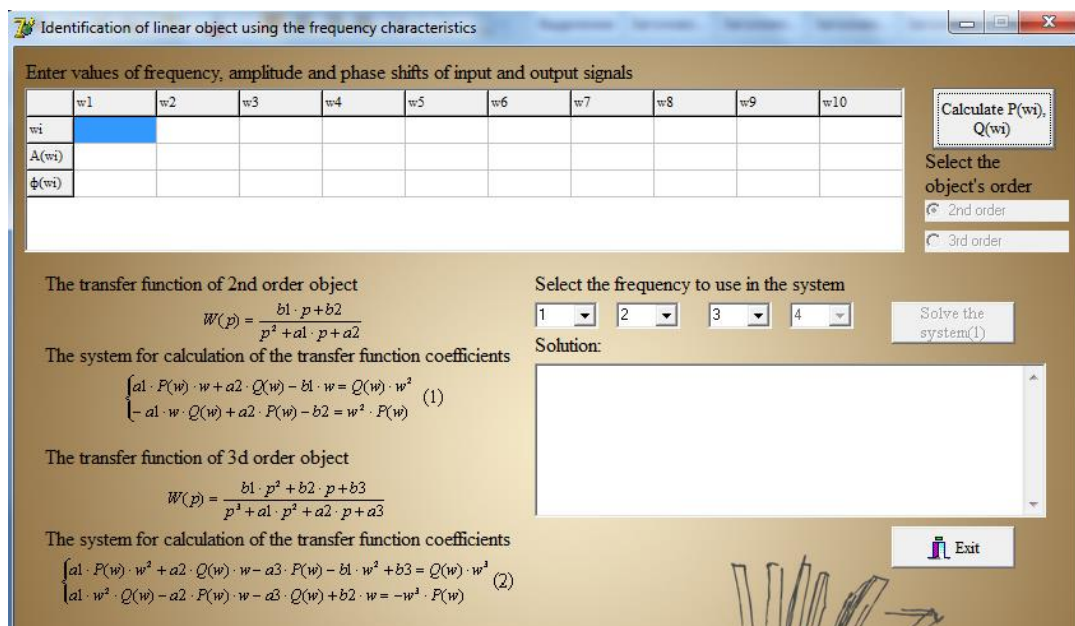 Identification of linear object using the frequency characteristics
Enter values of frequency, amplitude and phase shifts of input and output signals
w1 w2 w3 w4 w5 w6 w7 w8 w9 w10
wi
A(wi)
ϕ(wi)
Calculate P(wi),
Q(wi)
Select the
object's order
2nd order
3rd order
The transfer function of 2nd order object
W(p) = (b1·p+b2)/(p²+a1·p+a2)
The system for calculation of the transfer function coefficients
{a1·P(w)·w+a2·Q(w)−b1·w=Q(w)·w²
{−a1·w·Q(w)+a2·P(w)−b2=w²·P(w)
(1)
The transfer function of 3d order object
W(p) = (b1·p²+b2·p+b3)/(p³+a1·p²+a2·p+a3)
The system for calculation of the transfer function coefficients
{a1·P(w)·w²+a2·Q(w)·w−a3·P(w)−b1·w²+b3=Q(w)·w³
{a1·w²·Q(w)−a2·P(w)·w−a3·Q(w)+b2·w=−w³·P(w)
(2)
Select the frequency to use in the system
1 2 3 4
Solve the
system(1)
Solution:
Exit